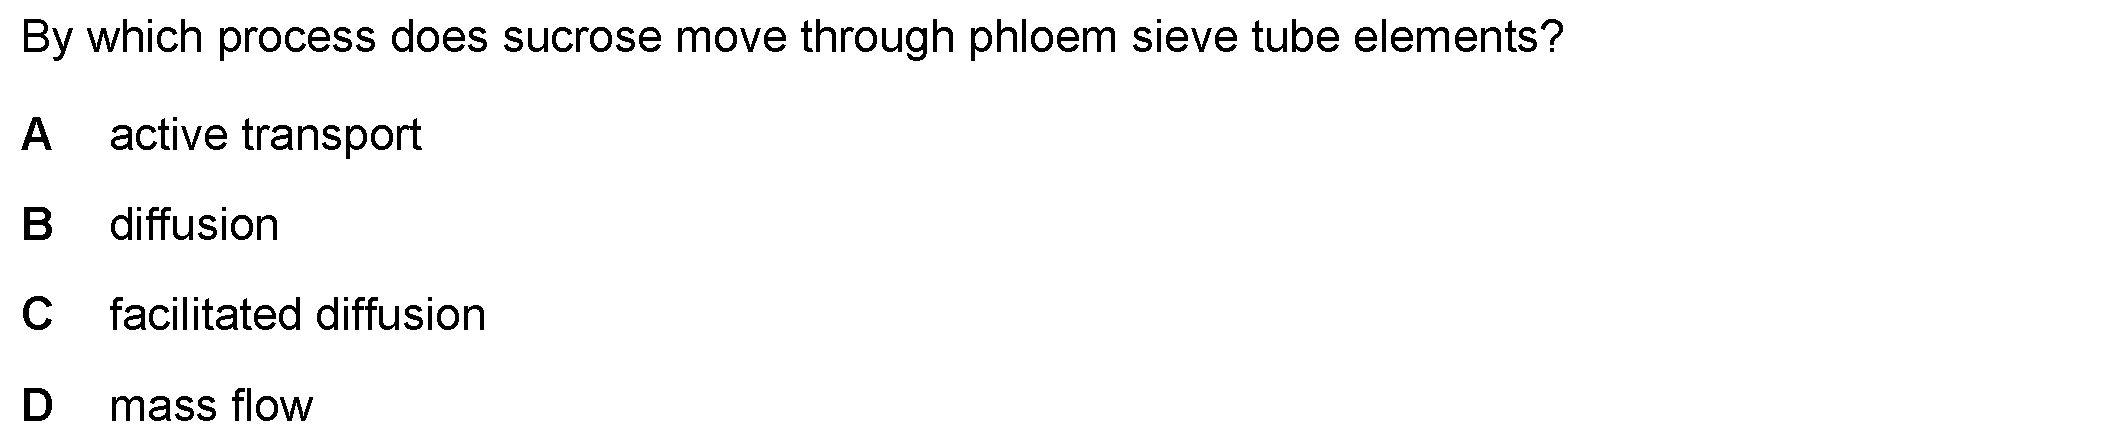 By which process does sucrose move through phloem sieve tube elements?
A active transport
B diffusion
C facilitated diffusion
D mass flow